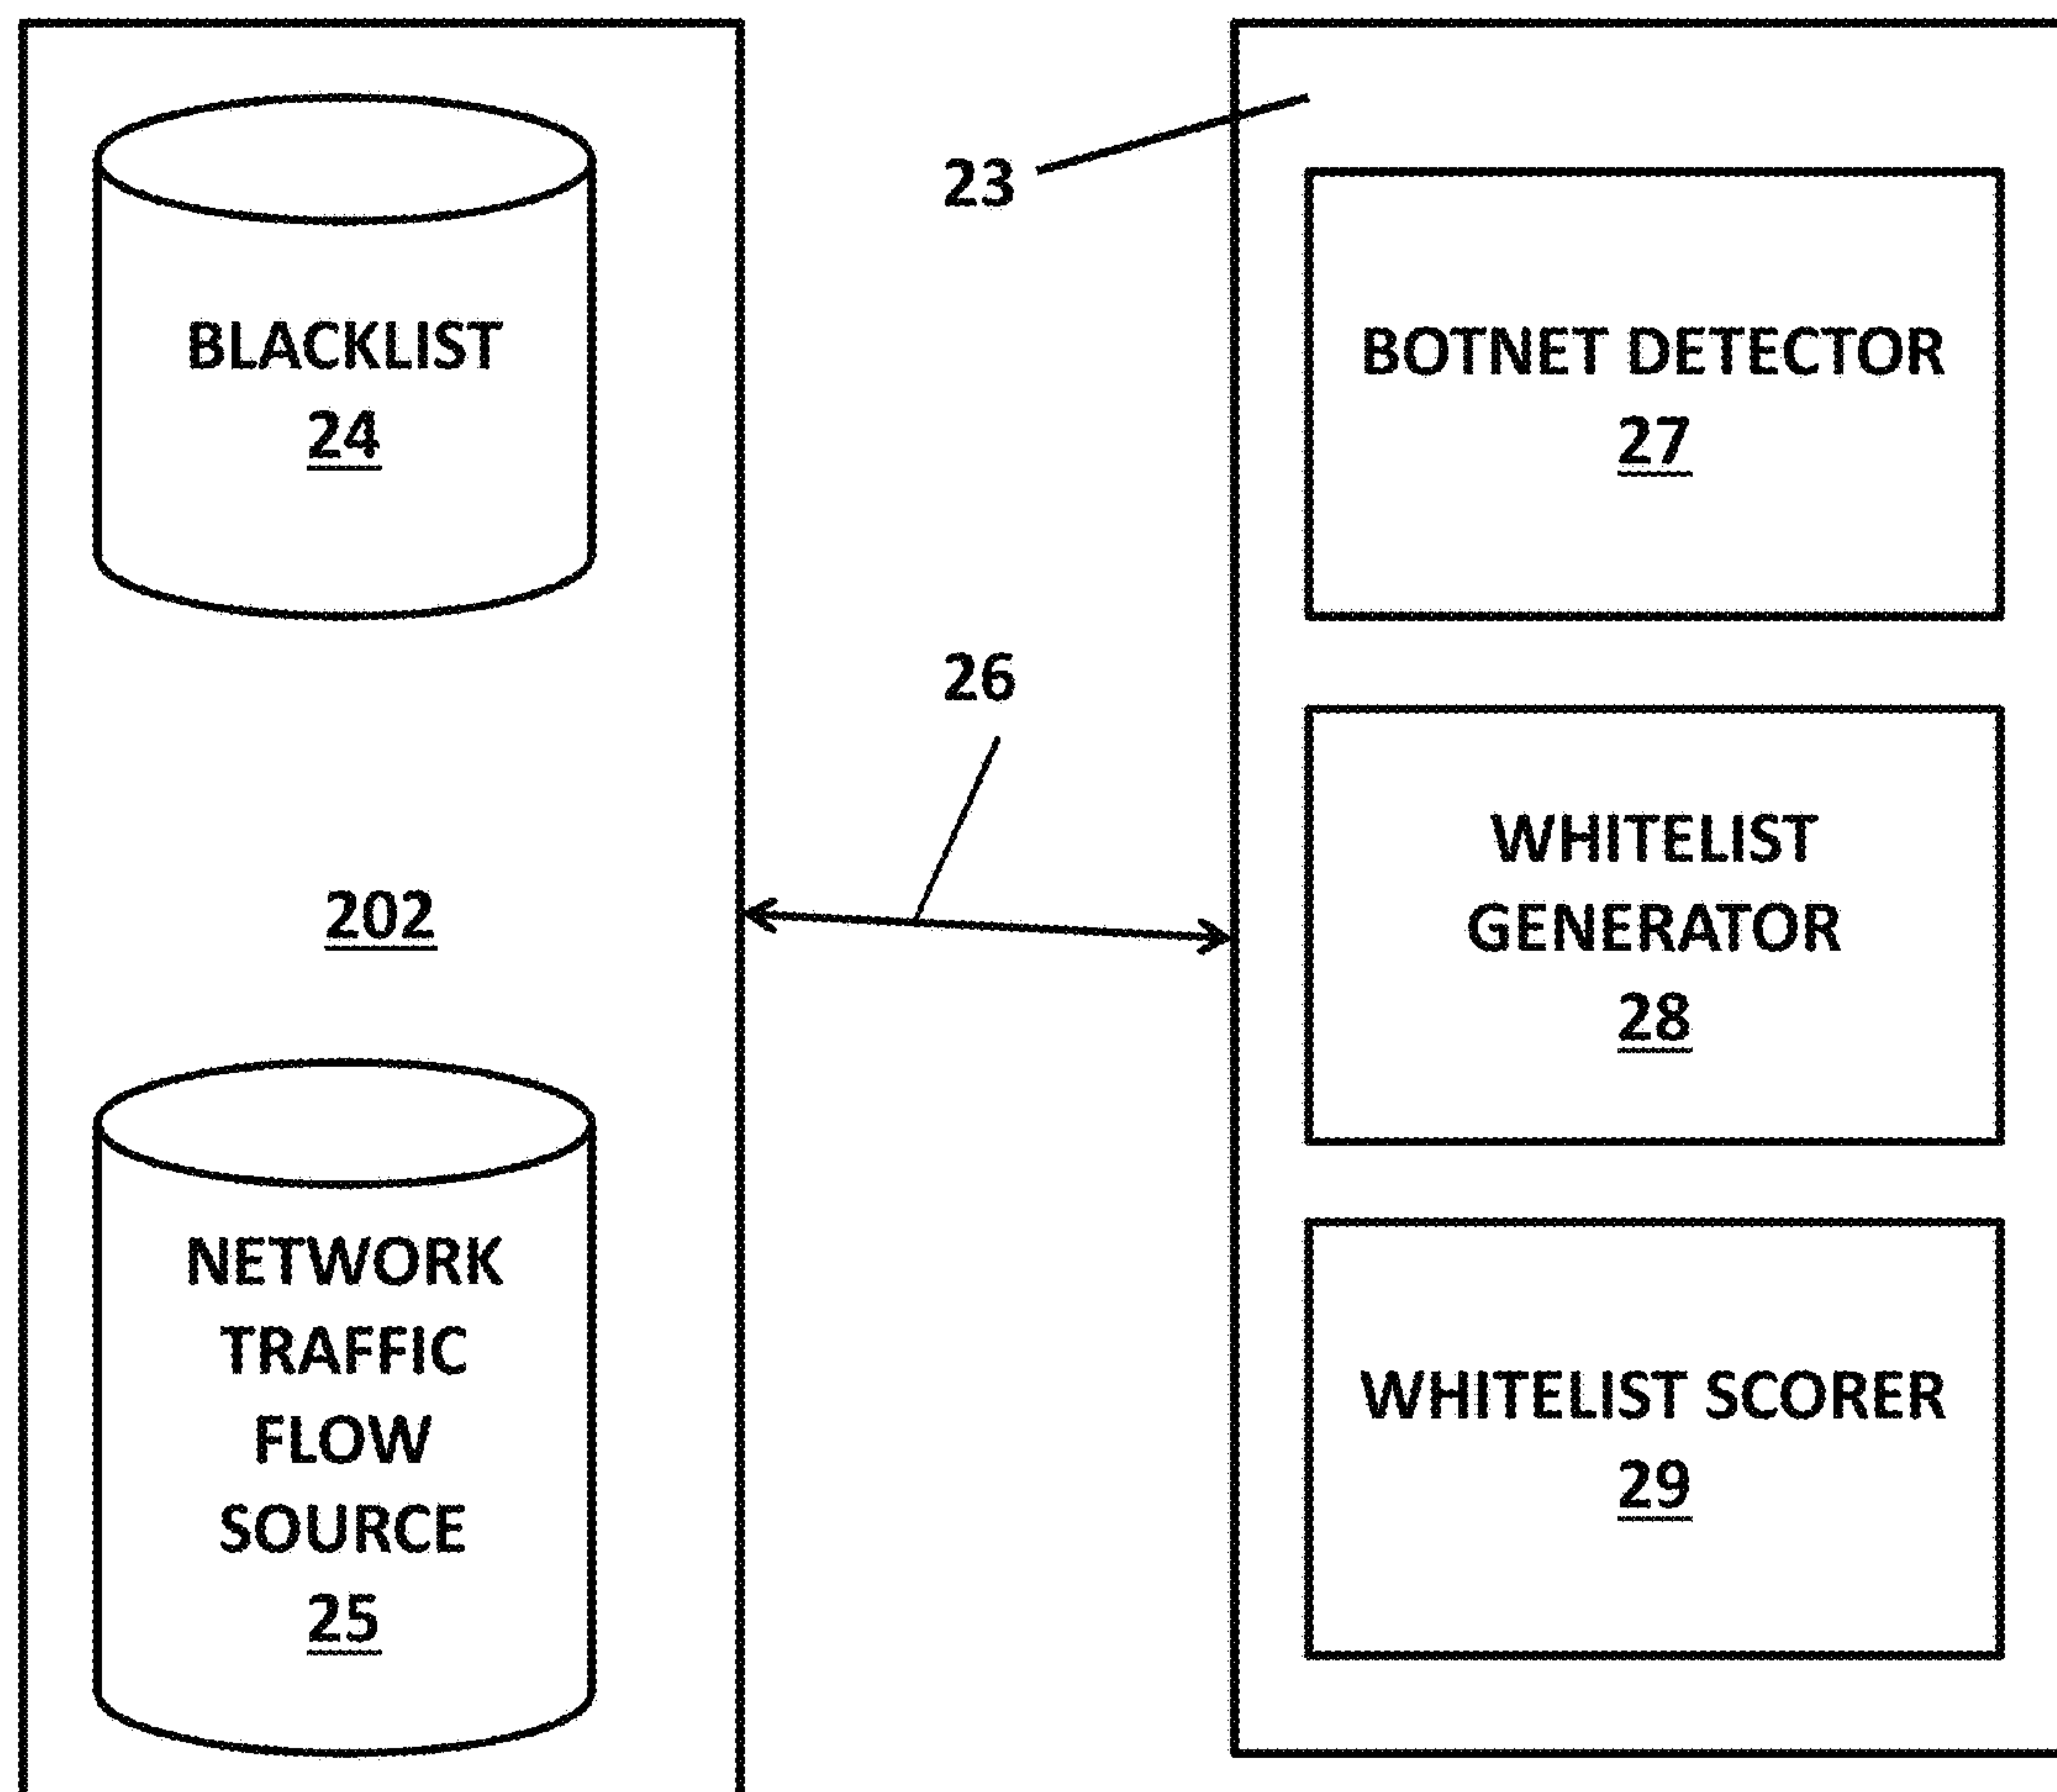 BLACKLIST
24
202
NETWORK
TRAFFIC
FLOW
SOURCE
25
23
26
BOTNET DETECTOR
27
WHITELIST
GENERATOR
28
WHITELIST SCORER
29